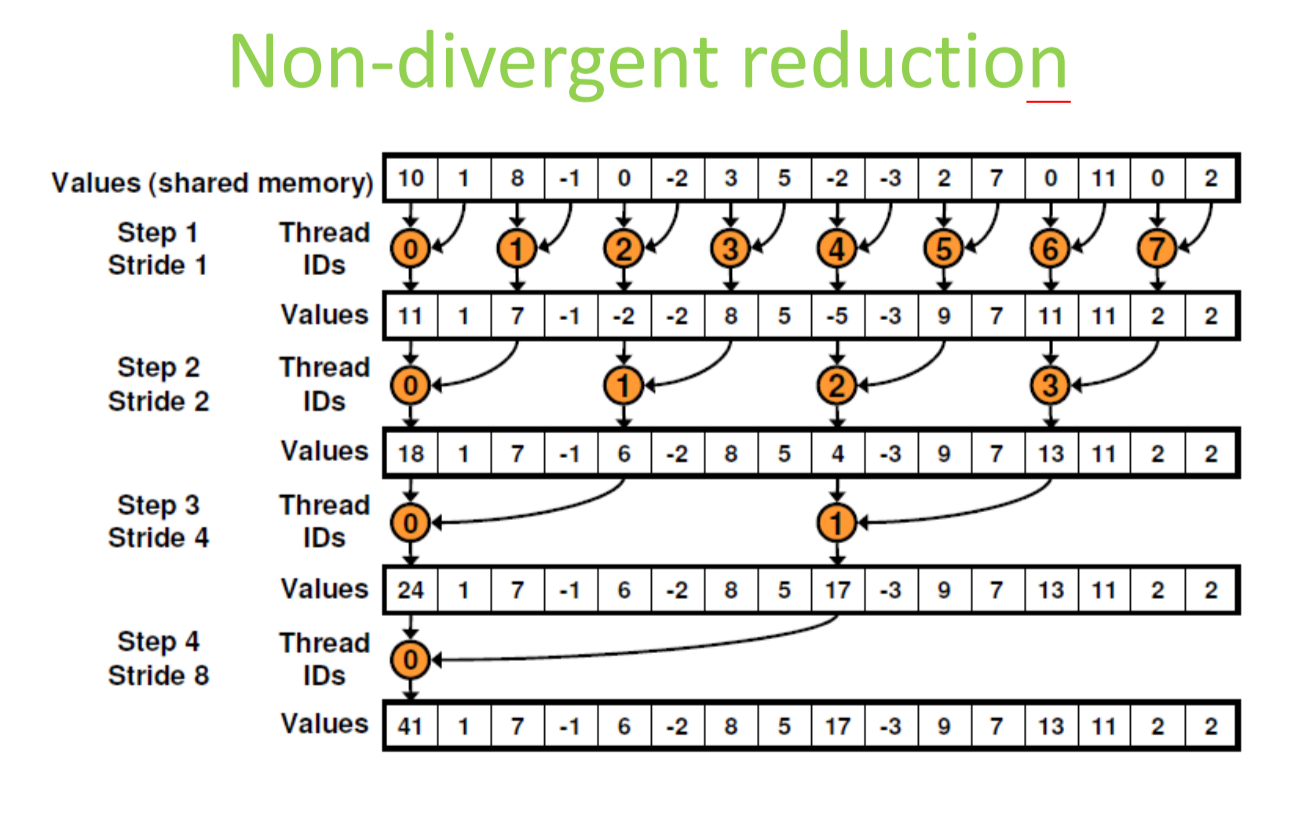 Non-divergent reduction
Values (shared memory) 10 1 8 -1 0 -2 3 5 -2 -3 2 7 0 11 0 2
Step 1 Thread
Stride 1 IDs
0 1 2 3 4 5 6 7
Values 11 1 7 -1 -2 -2 8 5 -5 -3 9 7 11 11 2 2
Step 2 Thread
Stride 2 IDs
0 1 2 3
Values 18 1 7 -1 6 -2 8 5 4 -3 9 7 13 11 2 2
Step 3 Thread
Stride 4 IDs
0 1
Values 24 1 7 -1 6 -2 8 5 17 -3 9 7 13 11 2 2
Step 4 Thread
Stride 8 IDs
0
Values 41 1 7 -1 6 -2 8 5 17 -3 9 7 13 11 2 2